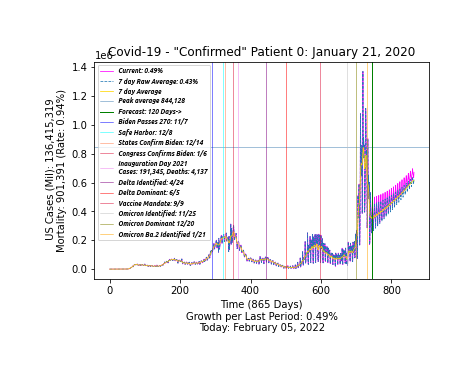 Covid-19 - "Confirmed" Patient 0: January 21, 2020
1e6
US Cases (Mil): 136,415,319
Mortality: 901,391 (Rate: 0.94%)
1.4
1.2
1.0
0.8
0.6
0.4
0.2
0.0
Current: 0.49%
7 day Raw Average: 0.43%
7 day Average
Peak average 844,128
Forecast: 120 Days->
Biden Passes 270: 11/7
Safe Harbor: 12/8
States Confirm Biden: 12/14
Congress Confirms Biden: 1/6
Inauguration Day 2021
Cases: 191,345, Deaths: 4,137
Delta Identified: 4/24
Delta Dominant: 6/5
Vaccine Mandate: 9/9
Omicron Identified: 11/25
Omicron Dominant 12/20
Omicron Ba.2 Identified 1/21
0 200 400 600 800
Time (865 Days)
Growth per Last Period: 0.49%
Today: February 05, 2022